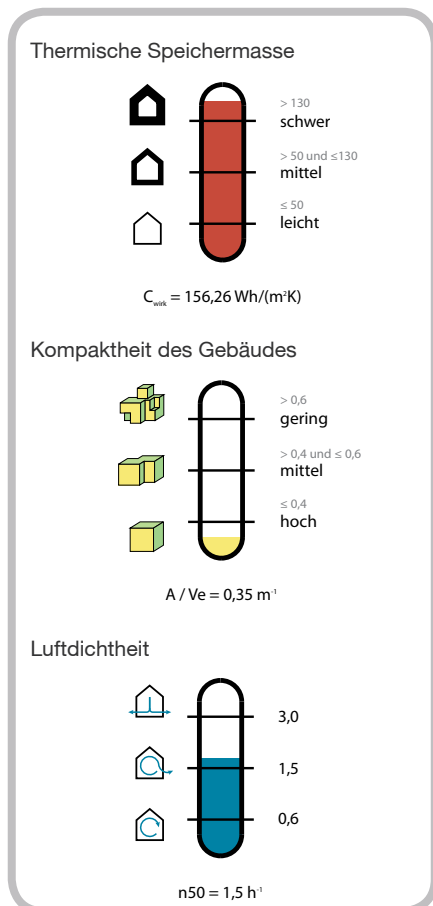 Thermische Speichermasse
> 130
schwer
> 50 und ≤130
mittel
≤ 50
leicht
C_wirk = 156,26 Wh/(m²K)
Kompaktheit des Gebäudes
> 0,6
gering
> 0,4 und ≤ 0,6
mittel
≤ 0,4
hoch
A / Ve = 0,35 m⁻¹
Luftdichtheit
3,0
1,5
0,6
n50 = 1,5 h⁻¹